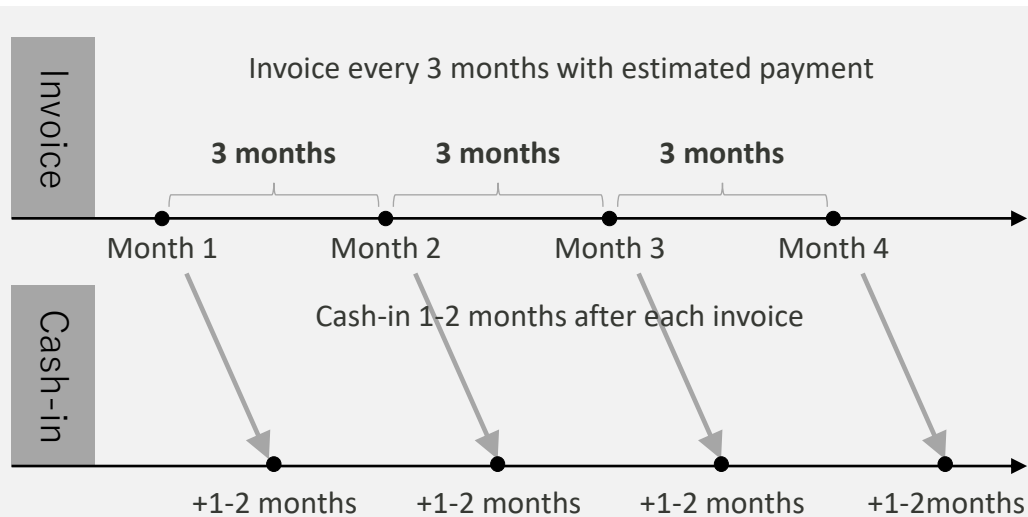 Invoice
Invoice every 3 months with estimated payment
3 months 3 months 3 months
Month 1 Month 2 Month 3 Month 4
Cash-in
Cash-in 1-2 months after each invoice
+1-2 months +1-2 months +1-2 months +1-2months